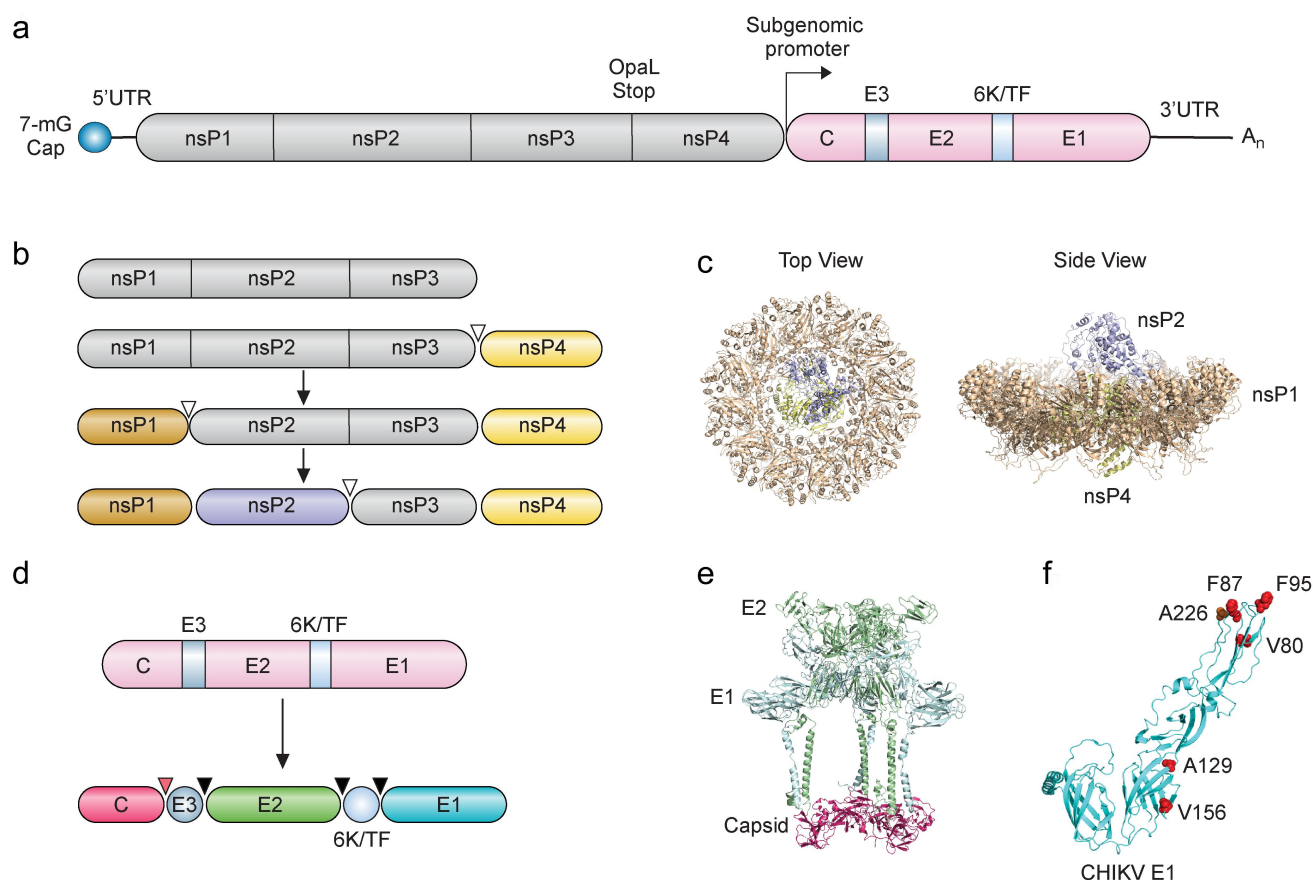 a
Subgenomic
promoter
OpaL
Stop
5'UTR
E3
6K/TF
3'UTR
7-mG
Cap
nsP1
nsP2
nsP3
nsP4
C
E2
E1
An
b
nsP1
nsP2
nsP3
nsP1
nsP2
nsP3
nsP4
nsP1
nsP2
nsP3
nsP4
nsP1
nsP2
nsP3
nsP4
c
Top View
Side View
nsP2
nsP1
nsP4
d
E3
6K/TF
C
E2
E1
C
E3
E2
E1
6K/TF
e
E2
E1
Capsid
f
F87
F95
A226
V80
A129
V156
CHIKV E1